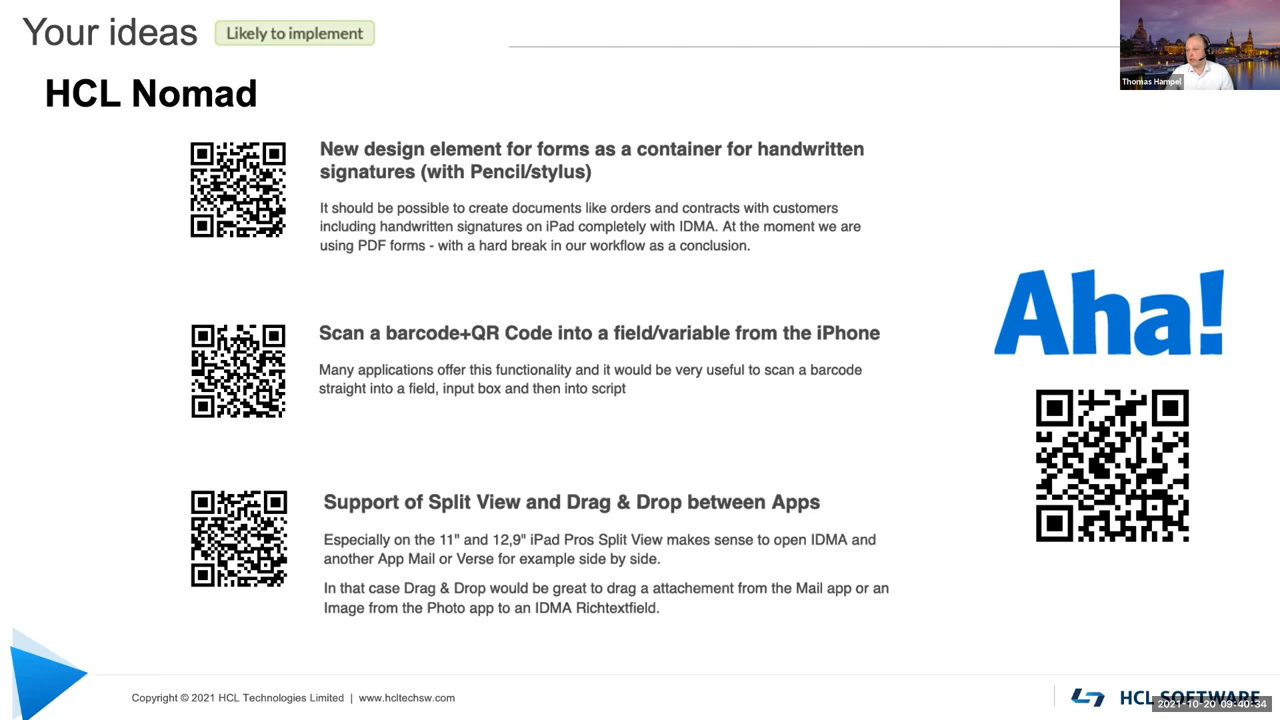 Your ideas
Likely to implement
HCL Nomad
Thomas Hampel
New design element for forms as a container for handwritten
signatures (with Pencil/stylus)
It should be possible to create documents like orders and contracts with customers
including handwritten signatures on iPad completely with IDMA. At the moment we are
using PDF forms - with a hard break in our workflow as a conclusion.
Scan a barcode+QR Code into a field/variable from the iPhone
Many applications offer this functionality and it would be very useful to scan a barcode
straight into a field, input box and then into script
Support of Split View and Drag & Drop between Apps
Especially on the 11" and 12,9" iPad Pros Split View makes sense to open IDMA and
another App Mail or Verse for example side by side.
In that case Drag & Drop would be great to drag a attachement from the Mail app or an
Image from the Photo app to an IDMA Richtextfield.
Aha!
Copyright © 2021 HCL Technologies Limited | www.hcltechsw.com
HCL SOFTWARE
2021-10-20 09:40:34